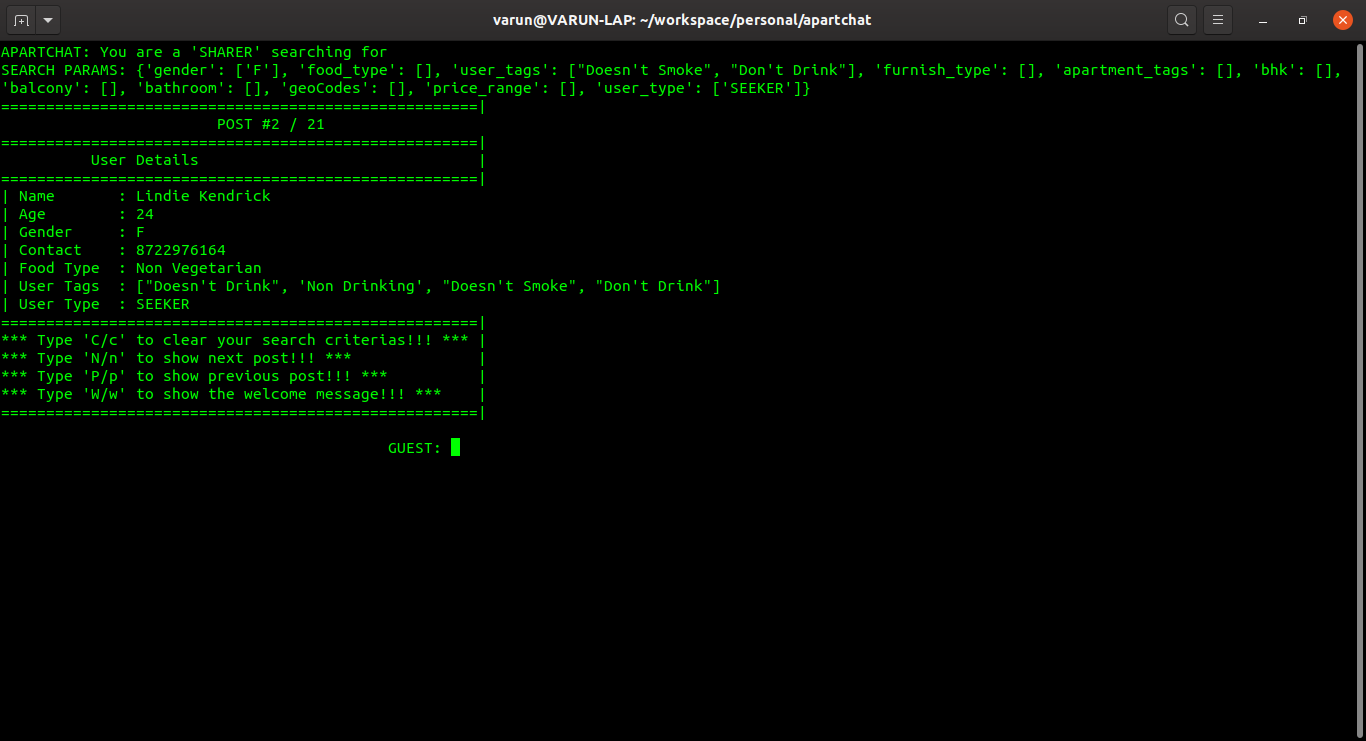 varun@VARUN-LAP: ~/workspace/personal/apartchat
APARTCHAT: You are a 'SHARER' searching for
SEARCH PARAMS: {'gender': ['F'], 'food_type': [], 'user_tags': ["Doesn't Smoke", "Don't Drink"], 'furnish_type': [], 'apartment_tags': [], 'bhk': [],
'balcony': [], 'bathroom': [], 'geoCodes': [], 'price_range': [], 'user_type': ['SEEKER']}
=====================================================|
                        POST #2 / 21
=====================================================|
          User Details                               |
=====================================================|
| Name       : Lindie Kendrick
| Age        : 24
| Gender     : F
| Contact    : 8722976164
| Food Type  : Non Vegetarian
| User Tags  : ["Doesn't Drink", 'Non Drinking', "Doesn't Smoke", "Don't Drink"]
| User Type  : SEEKER
=====================================================|
*** Type 'C/c' to clear your search criterias!!! *** |
*** Type 'N/n' to show next post!!! ***              |
*** Type 'P/p' to show previous post!!! ***          |
*** Type 'W/w' to show the welcome message!!! ***    |
=====================================================|
                                           GUEST: